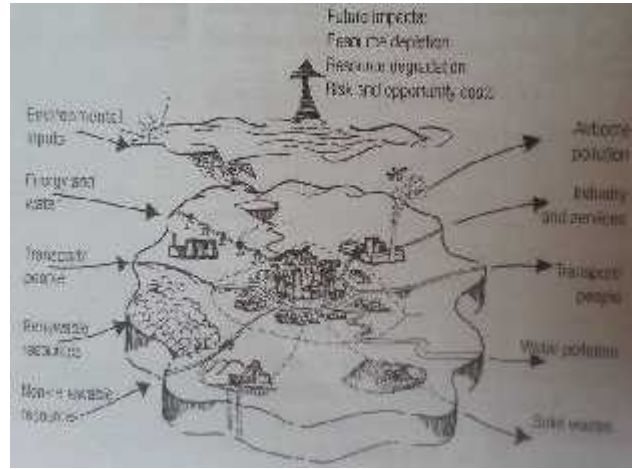 Future impacts:
Resource depletion
Resource degradation
Risk and opportunity costs
Environmental
inputs
Energy and
Transport/
people
Renewable
resources
Non-renewable
resources
Airborne
pollution
Industry
and services
Transport/
people
Water pollution
Solid wastes